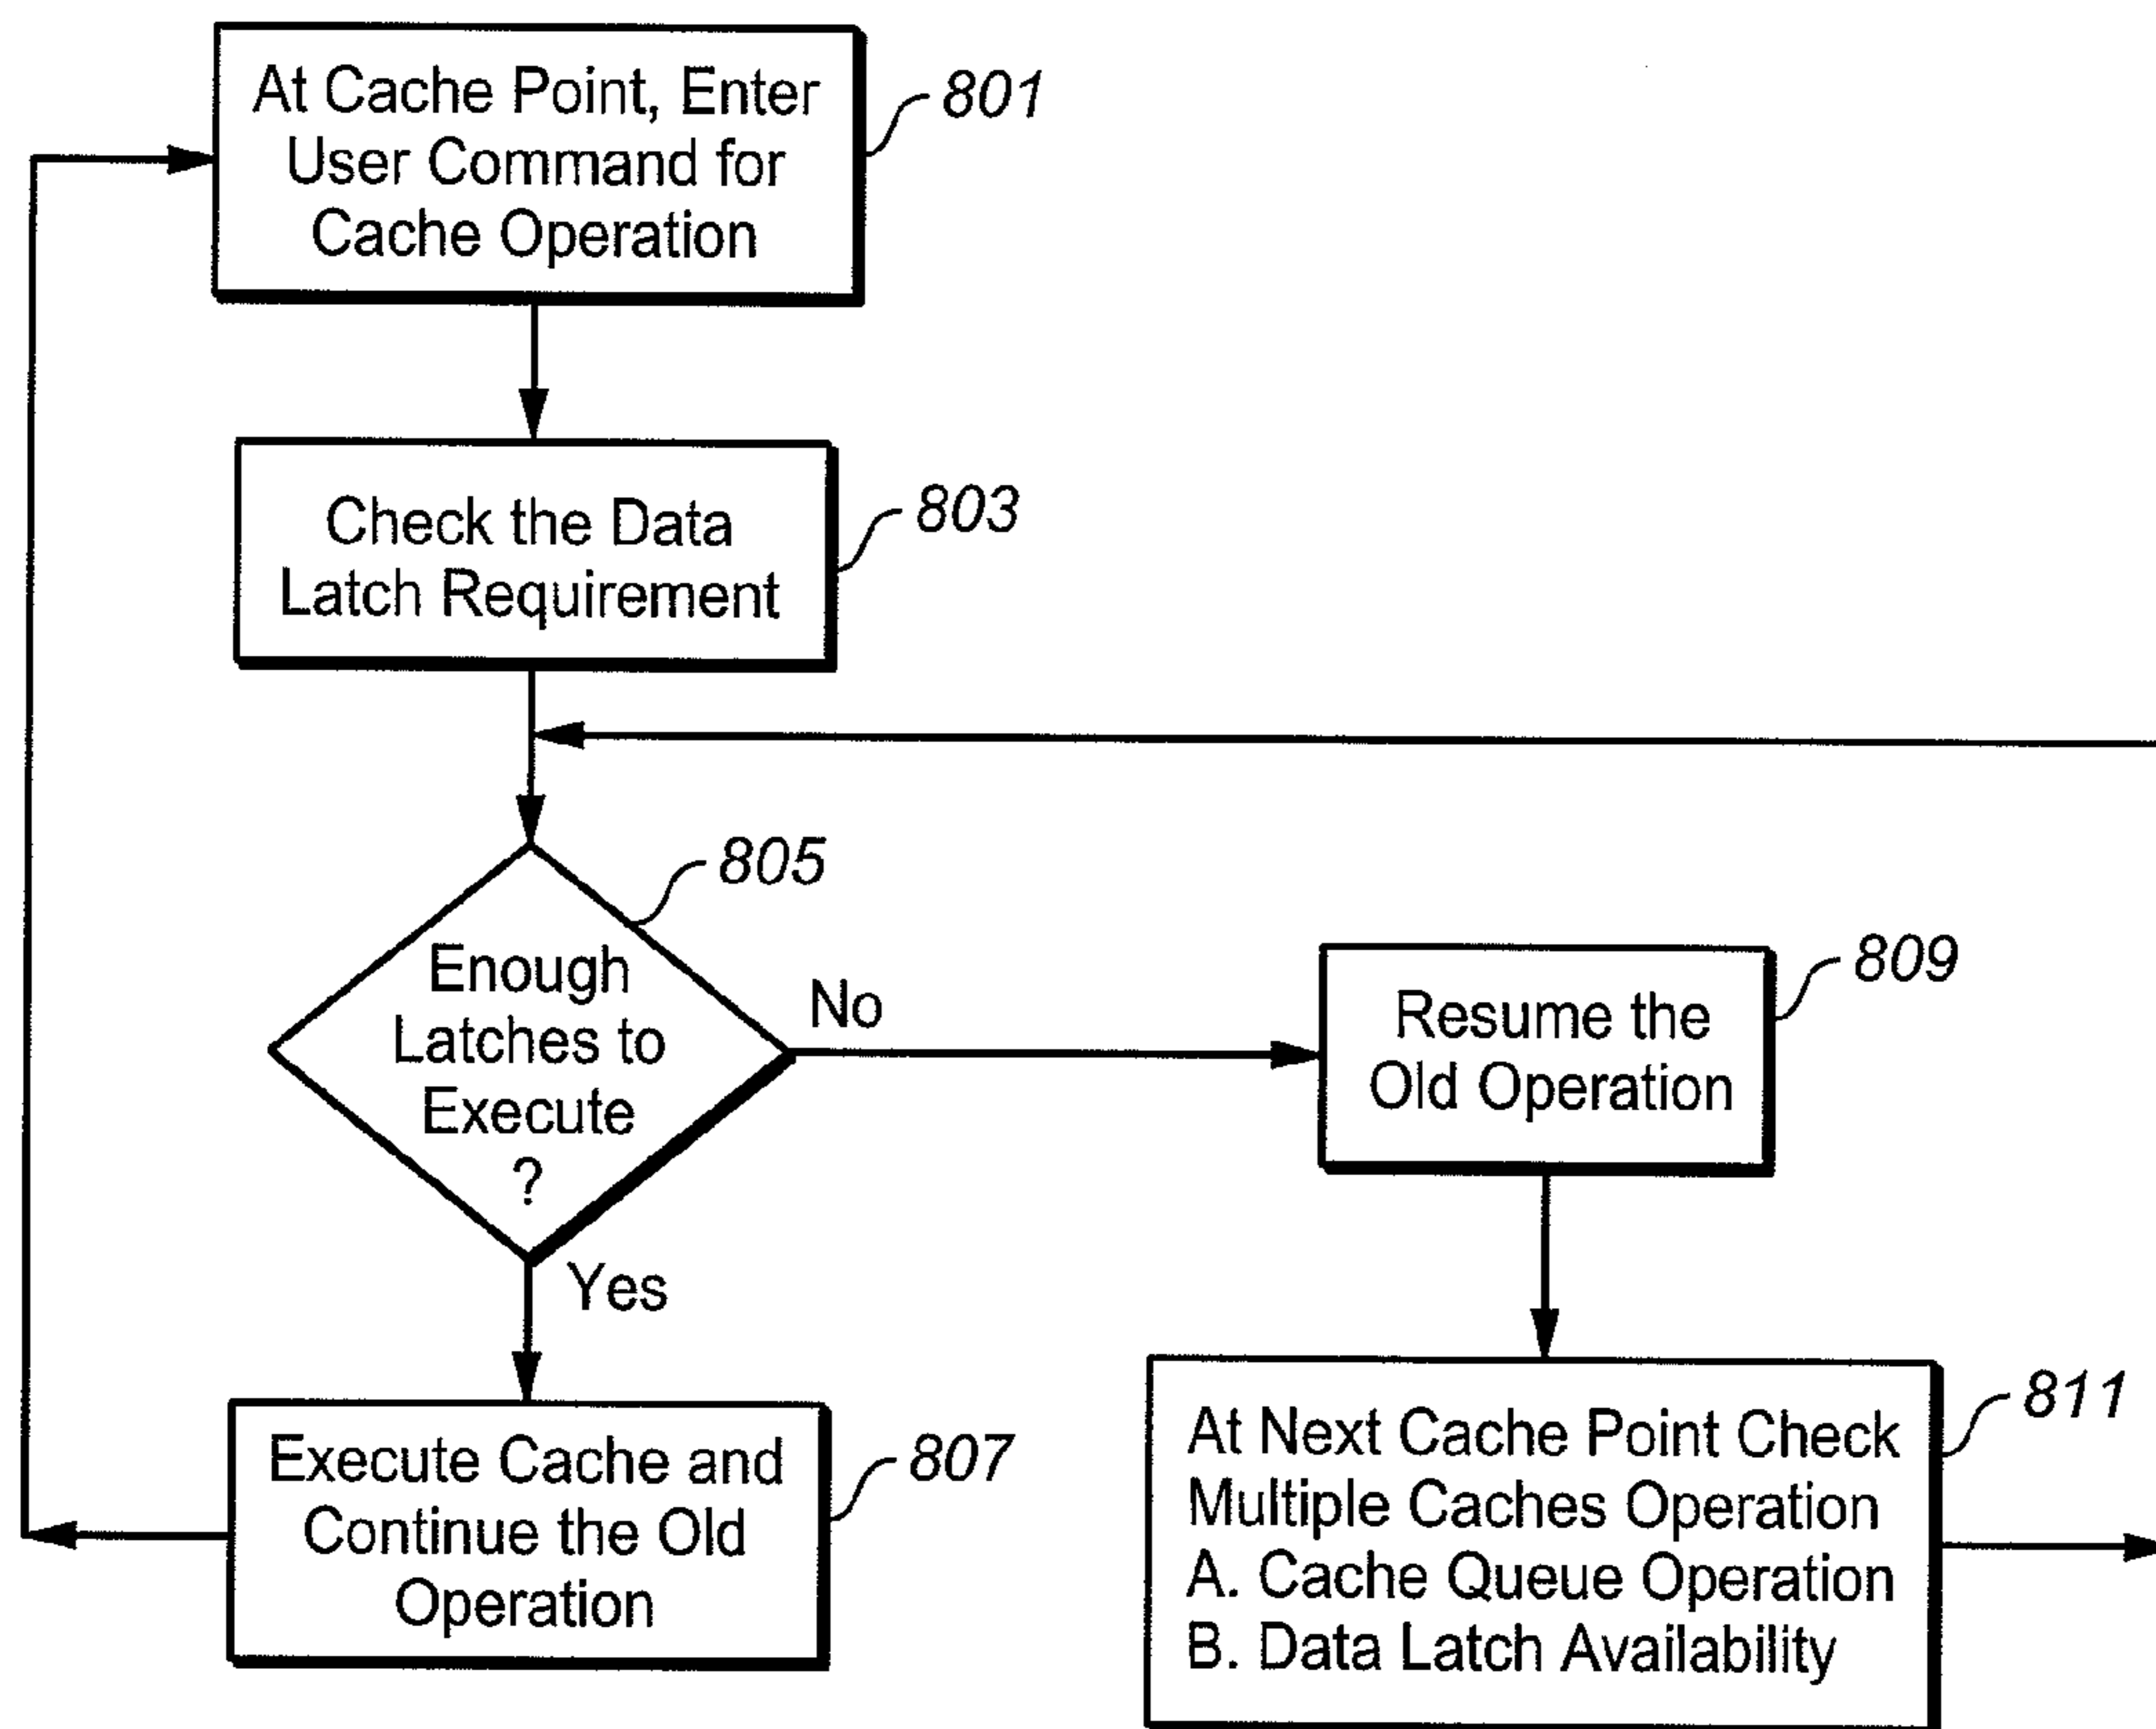 At Cache Point, Enter
User Command for
Cache Operation
801
Check the Data
Latch Requirement
803
805
Enough
Latches to
Execute
?
No
Yes
809
Resume the
Old Operation
Execute Cache and
Continue the Old
Operation
807
811
At Next Cache Point Check
Multiple Caches Operation
A. Cache Queue Operation
B. Data Latch Availability